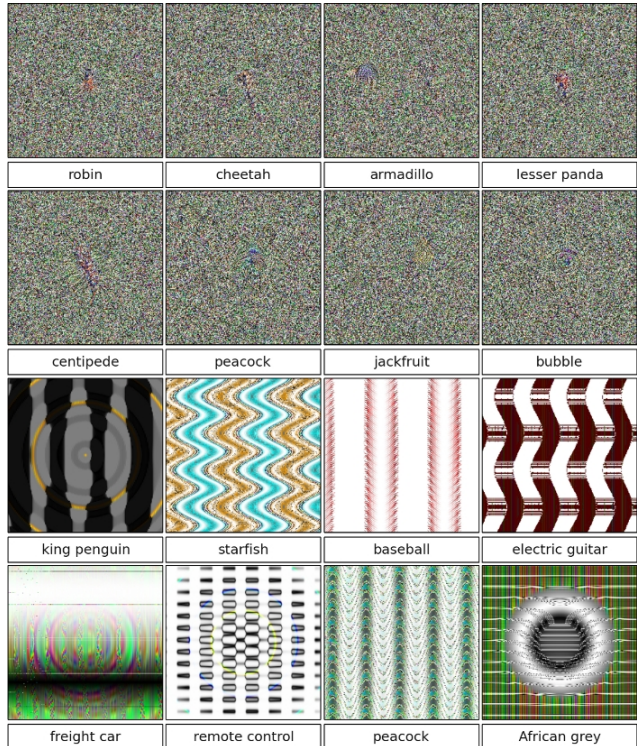 robin cheetah armadillo lesser panda
centipede peacock jackfruit bubble
king penguin starfish baseball electric guitar
freight car remote control peacock African grey